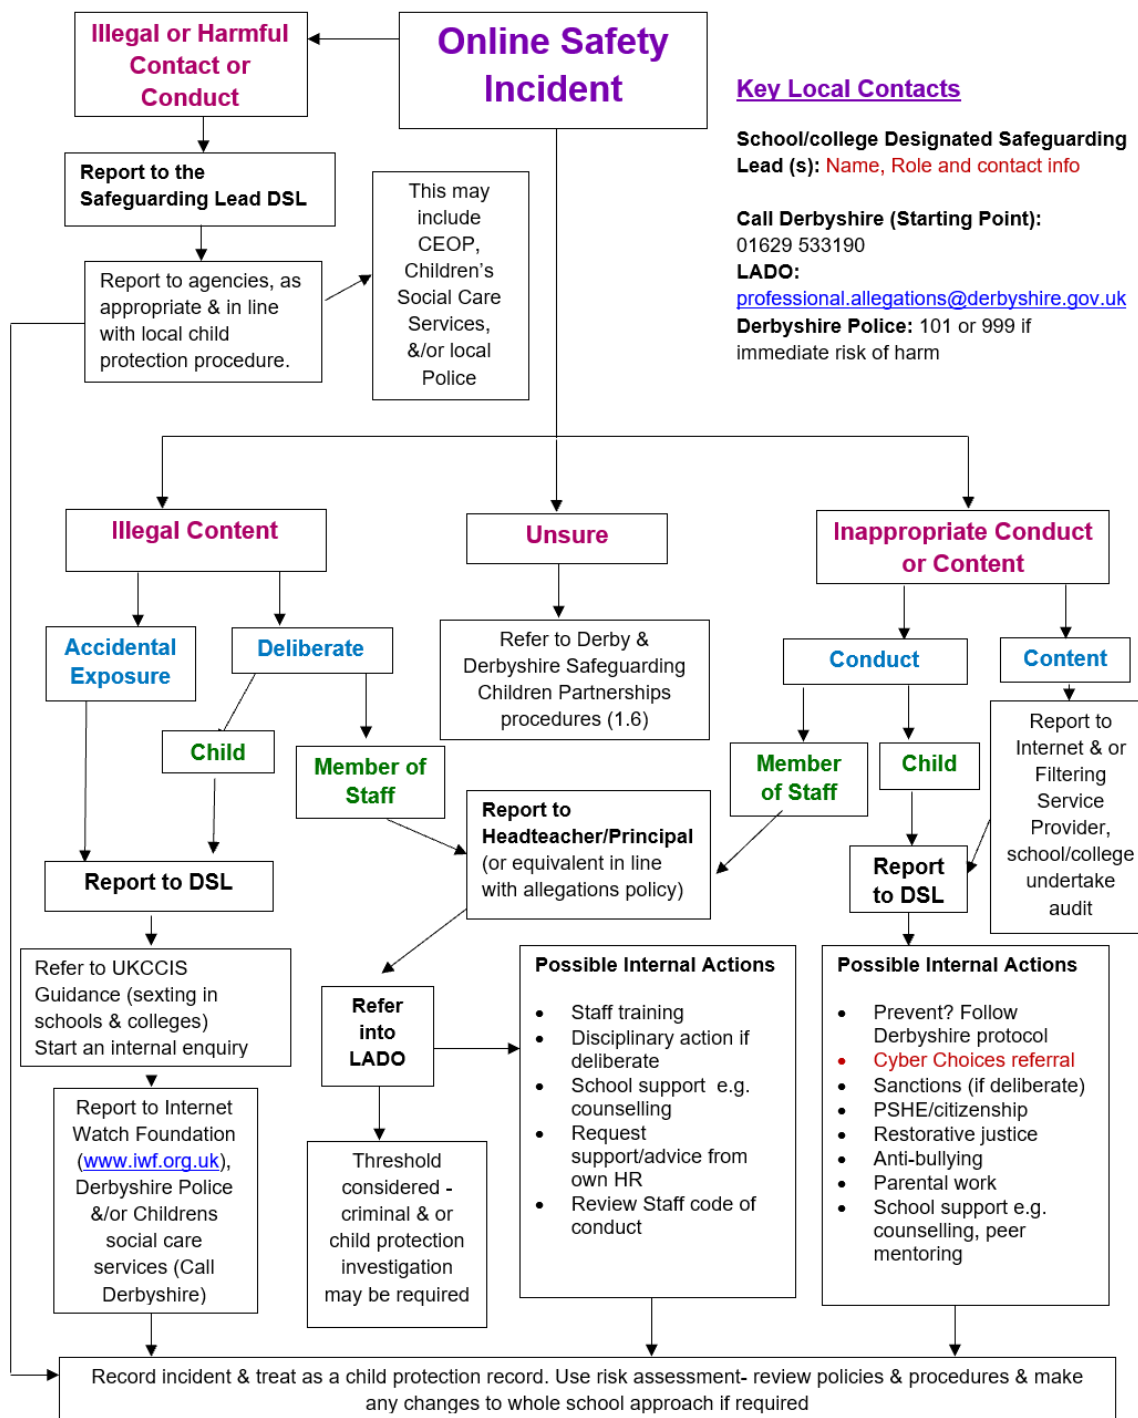 Online Safety
Incident
Illegal or Harmful
Contact or
Conduct
Key Local Contacts
School/college Designated Safeguarding
Lead (s): Name, Role and contact info
Call Derbyshire (Starting Point):
01629 533190
LADO:
professional.allegations@derbyshire.gov.uk
Derbyshire Police: 101 or 999 if
immediate risk of harm
Report to the
Safeguarding Lead DSL
Report to agencies, as
appropriate & in line
with local child
protection procedure.
This may
include
CEOP,
Children's
Social Care
Services,
&/or local
Police
Illegal Content
Unsure
Inappropriate Conduct
or Content
Accidental
Exposure
Deliberate
Refer to Derby &
Derbyshire Safeguarding
Children Partnerships
procedures (1.6)
Conduct
Content
Child
Member of
Staff
Member
of Staff
Child
Report to
Internet & or
Filtering
Service
Provider,
school/college
undertake
audit
Report to
Headteacher/Principal
(or equivalent in line
with allegations policy)
Report to DSL
Report
to DSL
Refer to UKCCIS
Guidance (sexting in
schools & colleges)
Start an internal enquiry
Refer
into
LADO
Possible Internal Actions
• Staff training
• Disciplinary action if
deliberate
• School support e.g.
counselling
• Request
support/advice from
own HR
• Review Staff code of
conduct
Possible Internal Actions
• Prevent? Follow
Derbyshire protocol
• Cyber Choices referral
• Sanctions (if deliberate)
• PSHE/citizenship
• Restorative justice
• Anti-bullying
• Parental work
• School support e.g.
counselling, peer
mentoring
Report to Internet
Watch Foundation
(www.iwf.org.uk),
Derbyshire Police
&/or Childrens
social care
services (Call
Derbyshire)
Threshold
considered -
criminal & or
child protection
investigation
may be required
Record incident & treat as a child protection record. Use risk assessment- review policies & procedures & make
any changes to whole school approach if required